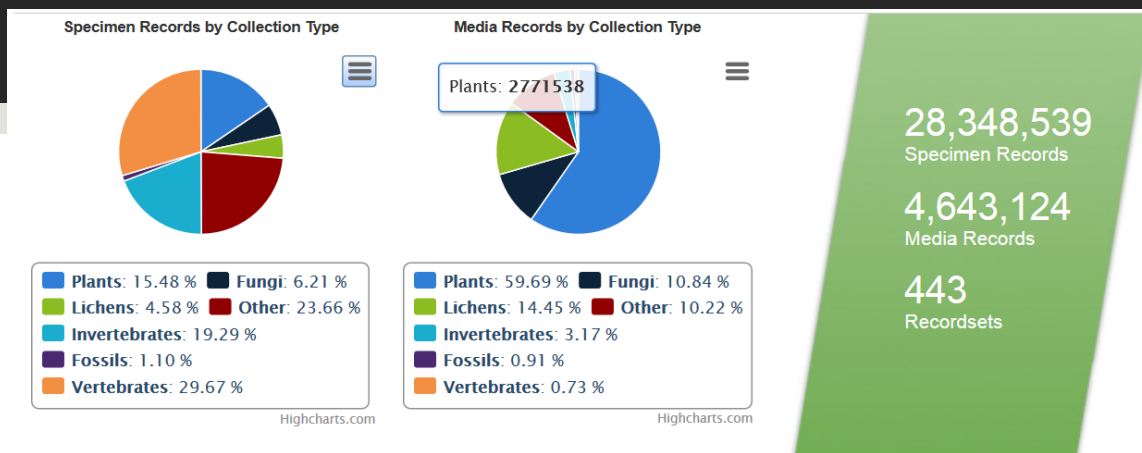 Specimen Records by Collection Type
Plants: 15.48 % Fungi: 6.21 %
Lichens: 4.58 % Other: 23.66 %
Invertebrates: 19.29 %
Fossils: 1.10 %
Vertebrates: 29.67 %
Highcharts.com
Media Records by Collection Type
Plants: 2771538
Plants: 59.69 % Fungi: 10.84 %
Lichens: 14.45 % Other: 10.22 %
Invertebrates: 3.17 %
Fossils: 0.91 %
Vertebrates: 0.73 %
Highcharts.com
28,348,539
Specimen Records
4,643,124
Media Records
443
Recordsets